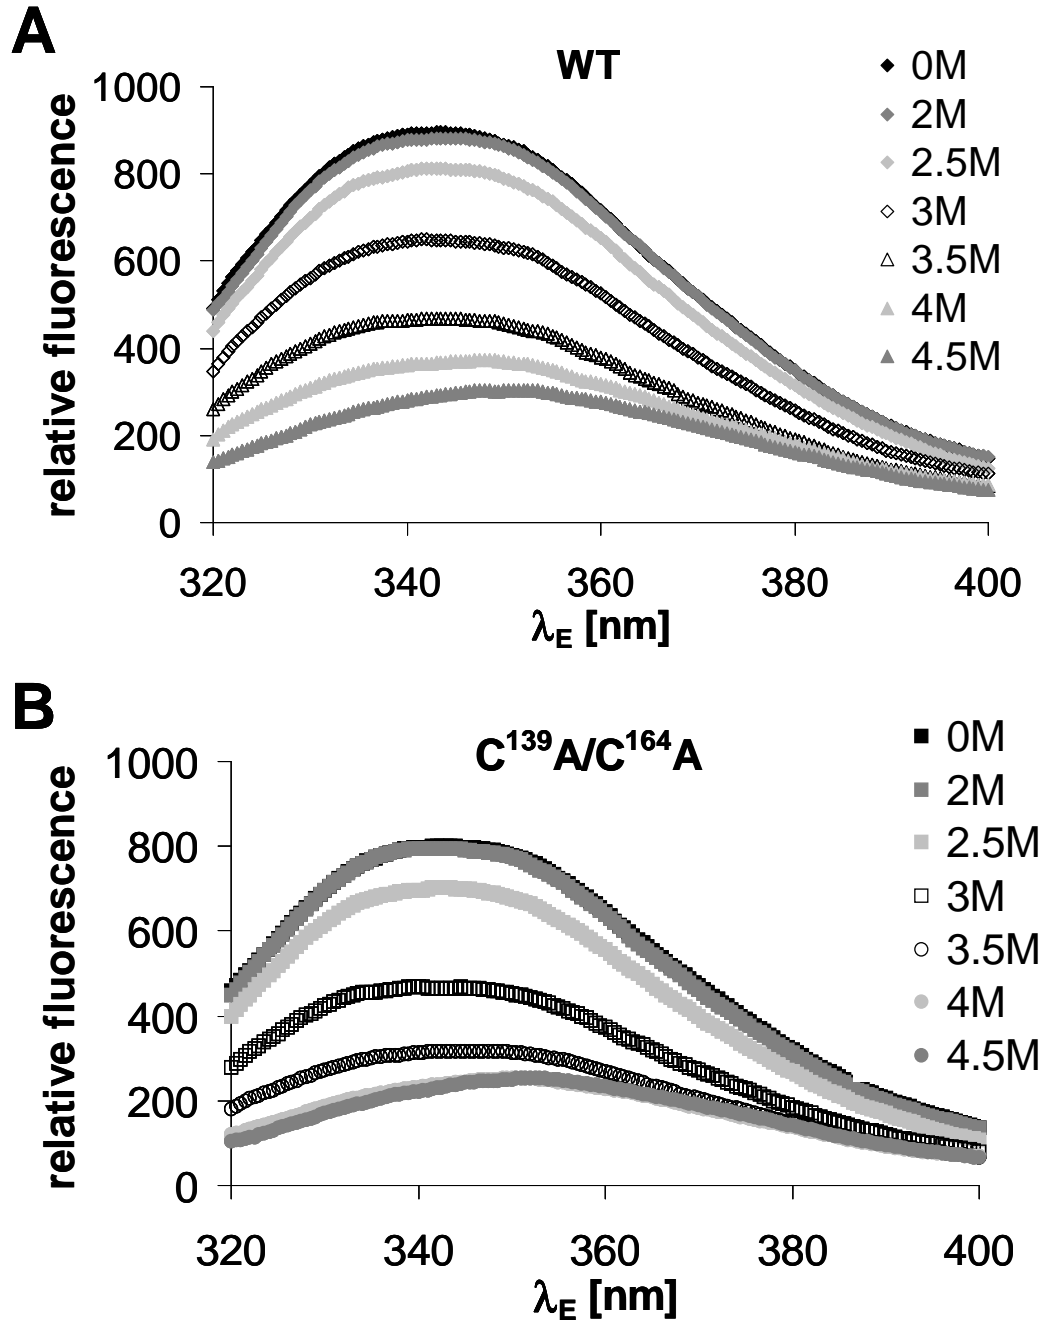 A
WT
relative fluorescence
1000
800
600
400
200
0
320 340 360 380 400
λE [nm]
0M
2M
2.5M
3M
3.5M
4M
4.5M
B
C139A/C164A
relative fluorescence
1000
800
600
400
200
0
320 340 360 380 400
λE [nm]
0M
2M
2.5M
3M
3.5M
4M
4.5M